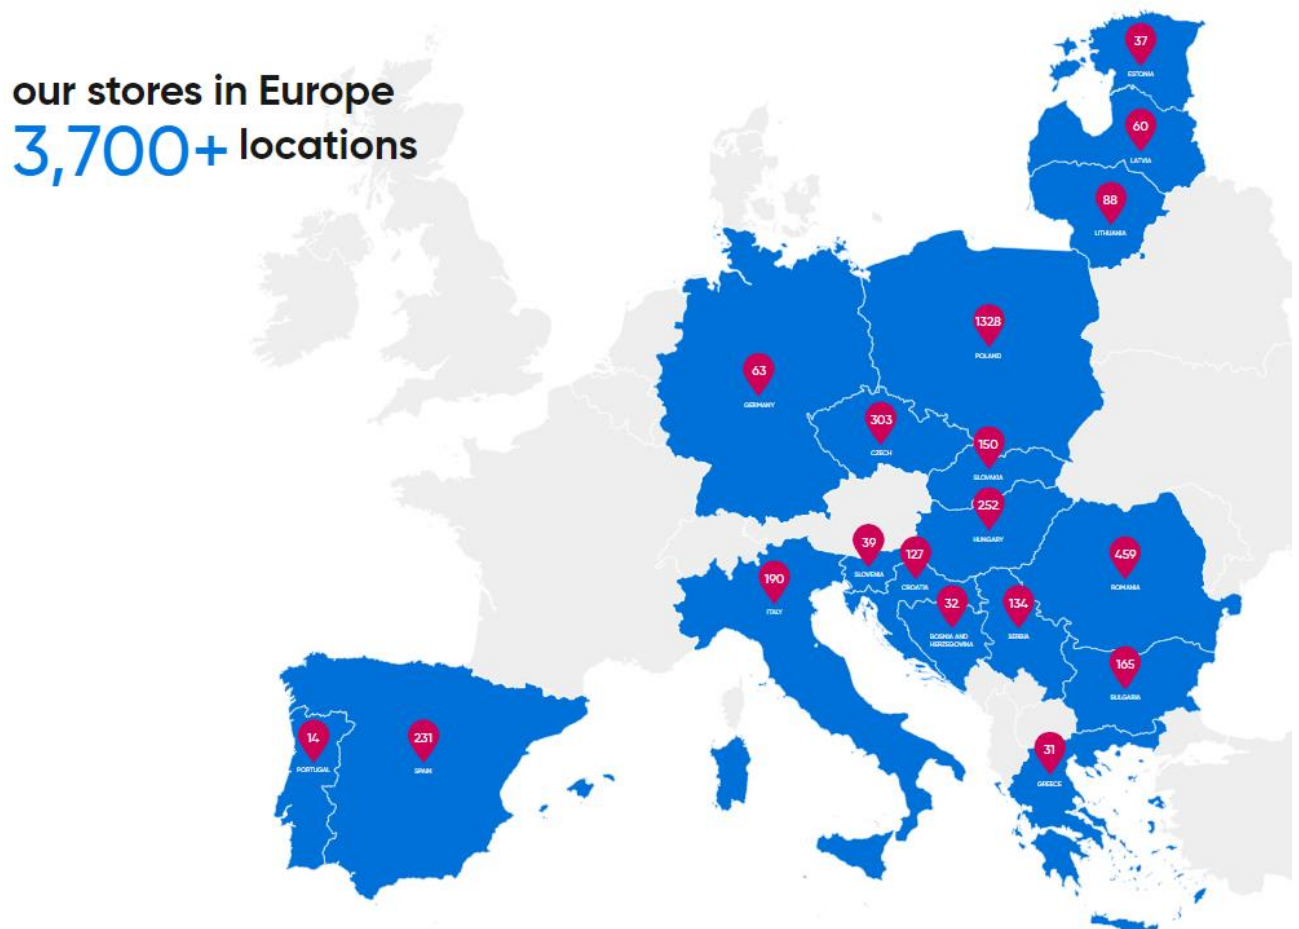 our stores in Europe
3,700+ locations
37
ESTONIA
60
LATVIA
88
LITHUANIA
1328
POLAND
63
GERMANY
303
CZECH
150
SLOVAKIA
252
HUNGARY
39
SLOVENIA
127
CROATIA
459
ROMANIA
190
ITALY
32
BOSNIA AND
HERZEGOVINA
134
SERBIA
165
BULGARIA
14
PORTUGAL
231
SPAIN
31
GREECE